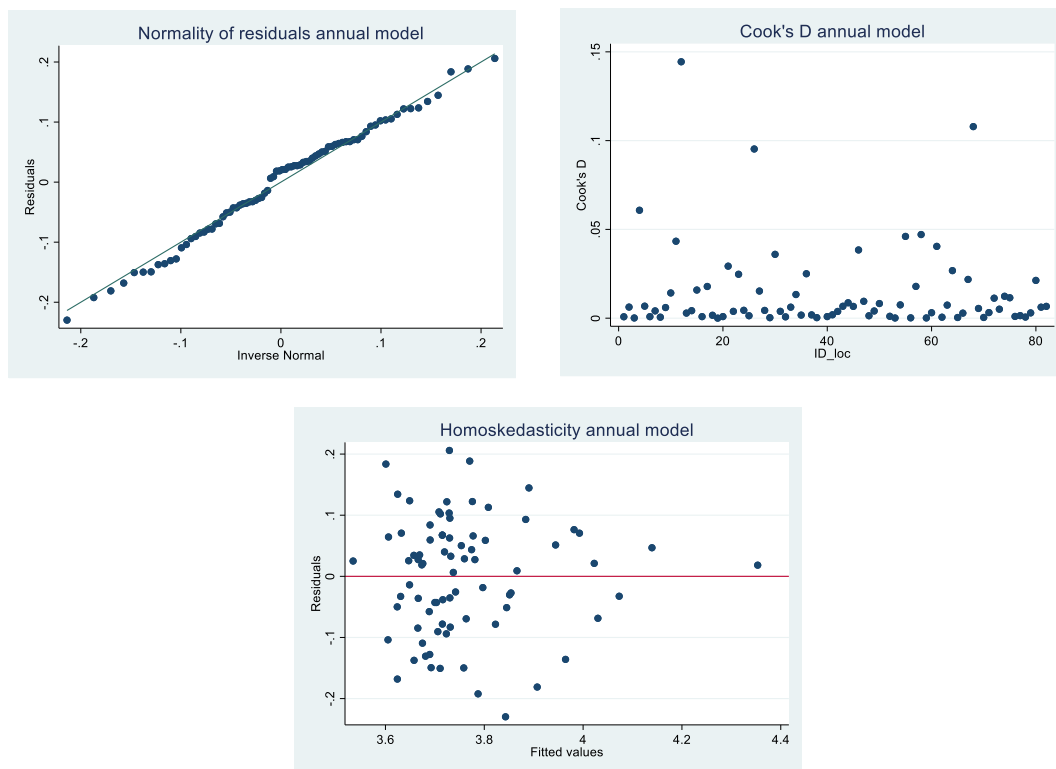 Normality of residuals annual model
Residuals
.2
.1
0
-.1
-.2
-.2 -.1 0 .1 .2
Inverse Normal
Cook's D annual model
Cook's D
.15
.1
.05
0
0 20 40 60 80
ID_loc
Homoskedasticity annual model
Residuals
.2
.1
0
-.1
-.2
3.6 3.8 4 4.2 4.4
Fitted values